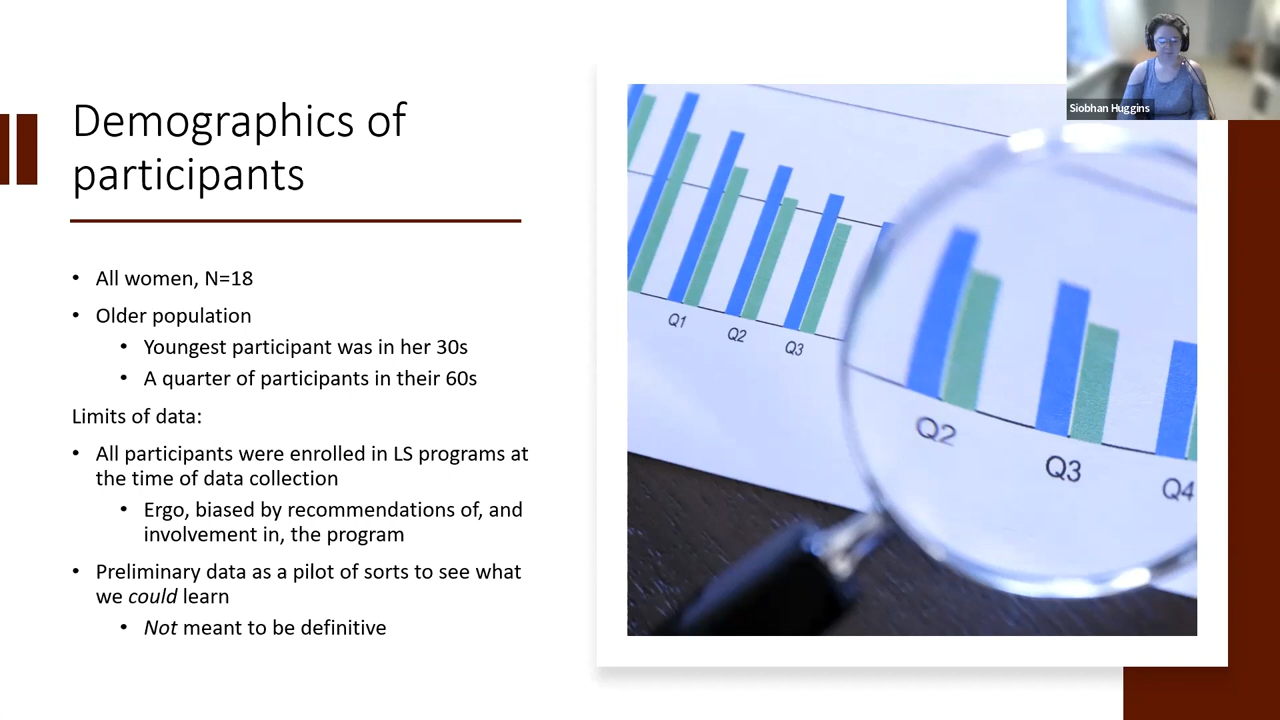 Demographics of
participants
• All women, N=18
• Older population
• Youngest participant was in her 30s
• A quarter of participants in their 60s
Limits of data:
• All participants were enrolled in LS programs at
the time of data collection
• Ergo, biased by recommendations of, and
involvement in, the program
• Preliminary data as a pilot of sorts to see what
we could learn
• Not meant to be definitive
Q1
Q2
Q3
Q2
Q3
Q4
Siobhan Huggins